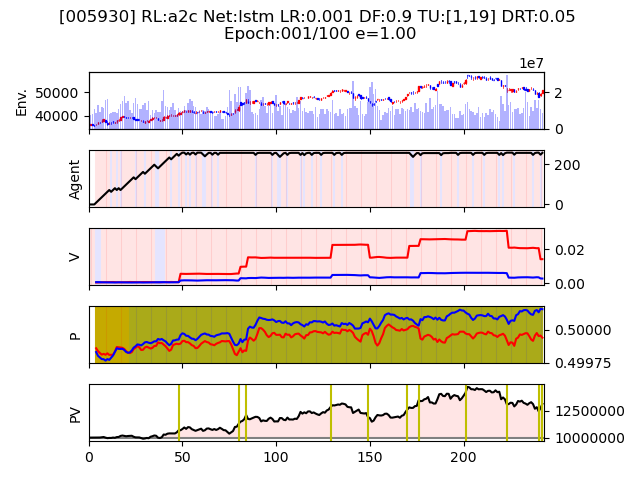 [005930] RL:a2c Net:lstm LR:0.001 DF:0.9 TU:[1,19] DRT:0.05
Epoch:001/100 e=1.00
1e7
Env.
50000
40000
2
0
Agent
200
0
V
0.02
0.00
P
0.50000
0.49975
PV
12500000
10000000
0 50 100 150 200